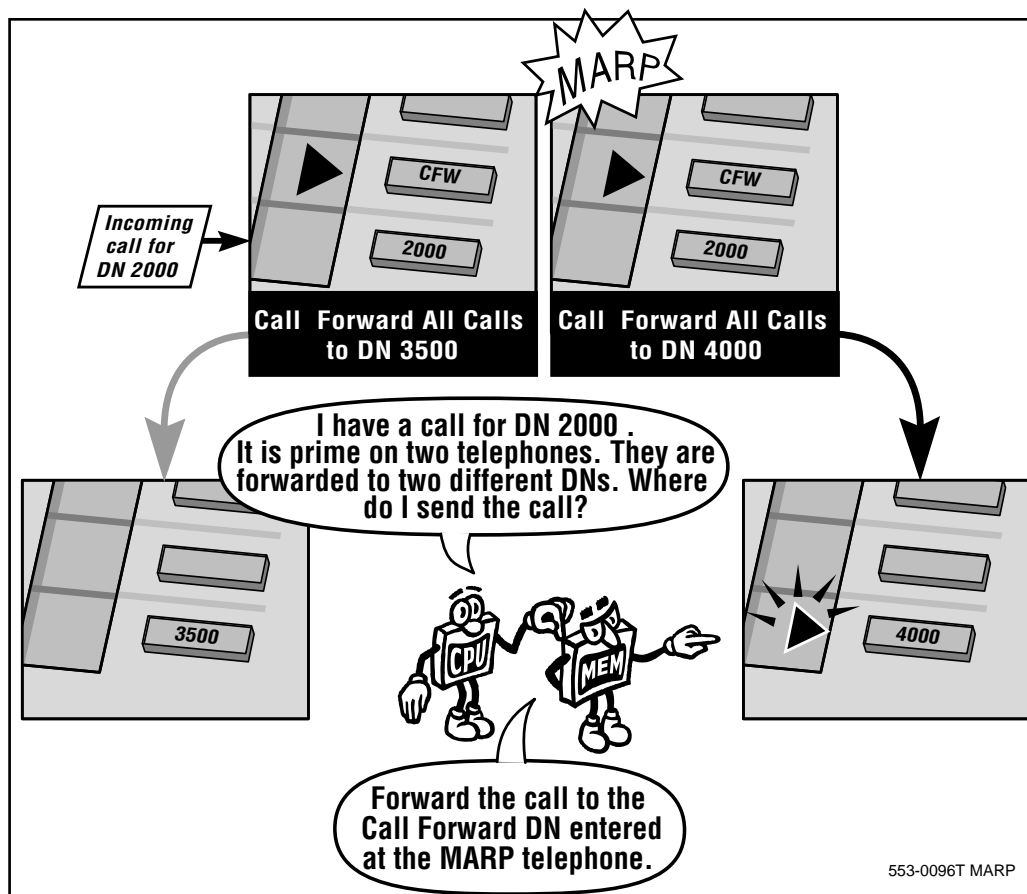 MARP
CFW
2000
CFW
2000
Incoming
call for
DN 2000
Call Forward All Calls
to DN 3500
Call Forward All Calls
to DN 4000
I have a call for DN 2000 .
It is prime on two telephones. They are
forwarded to two different DNs. Where
do I send the call?
3500
4000
CPU
MEM
Forward the call to the
Call Forward DN entered
at the MARP telephone.
553-0096T MARP